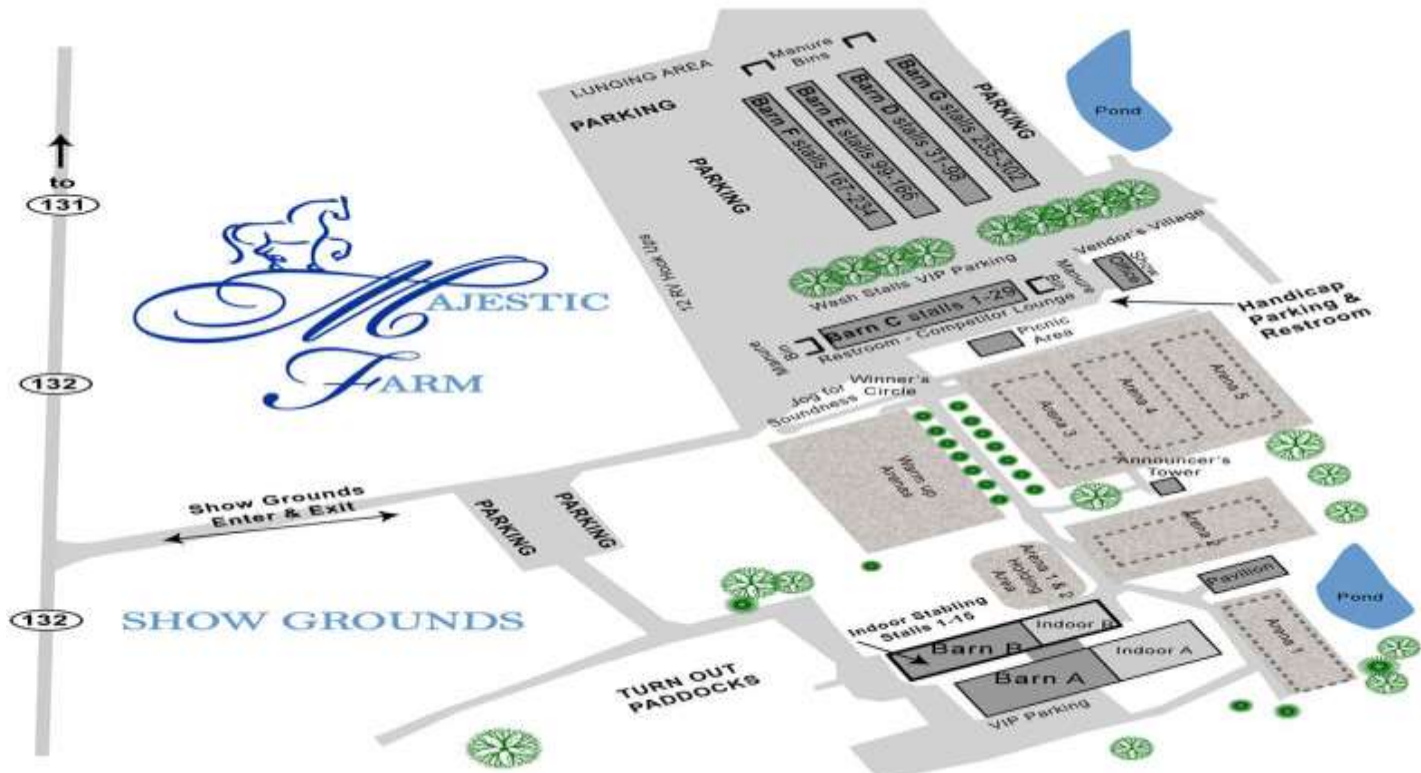 Manure
Bins
LUNGING AREA
PARKING
PARKING
PARKING
Barn F stalls 167-234
Barn E stalls 99-166
Barn D stalls 31-98
Barn G stalls 235-302
Pond
to
131
MAJESTIC
FARM
132
12 RV Hook Ups
Wash Stalls VIP Parking
Vendor's Village
Show
Office
Manure
Bin
Barn C stalls 1-29
Restroom - Competitor Lounge
Manure
Bin
Picnic
Area
Handicap
Parking &
Restroom
Jog for
Soundness
Winner's
Circle
Arena 3
Arena 4
Arena 5
Warm up
Arenas
Announcer's
Tower
Show Grounds
Enter & Exit
PARKING
PARKING
Arena 2
Arena 1 & 2
Holding
Area
Pavilion
Pond
132
SHOW GROUNDS
Indoor Stabling
Stalls 1-15
Barn B
Indoor B
Barn A
Indoor A
Arena 1
TURN OUT
PADDOCKS
VIP Parking